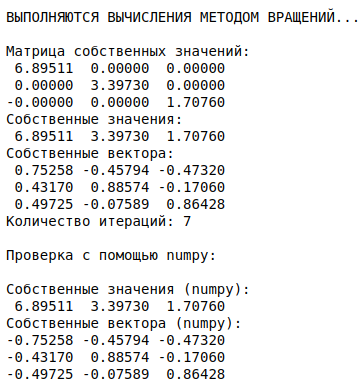 ВЫПОЛНЯЮТСЯ ВЫЧИСЛЕНИЯ МЕТОДОМ ВРАЩЕНИЙ...
Матрица собственных значений:
6.89511 0.00000 0.00000
0.00000 3.39730 0.00000
-0.00000 0.00000 1.70760
Собственные значения:
6.89511 3.39730 1.70760
Собственные вектора:
0.75258 -0.45794 -0.47320
0.43170 0.88574 -0.17060
0.49725 -0.07589 0.86428
Количество итераций: 7
Проверка с помощью numpy:
Собственные значения (numpy):
6.89511 3.39730 1.70760
Собственные вектора (numpy):
-0.75258 -0.45794 -0.47320
-0.43170 0.88574 -0.17060
-0.49725 -0.07589 0.86428